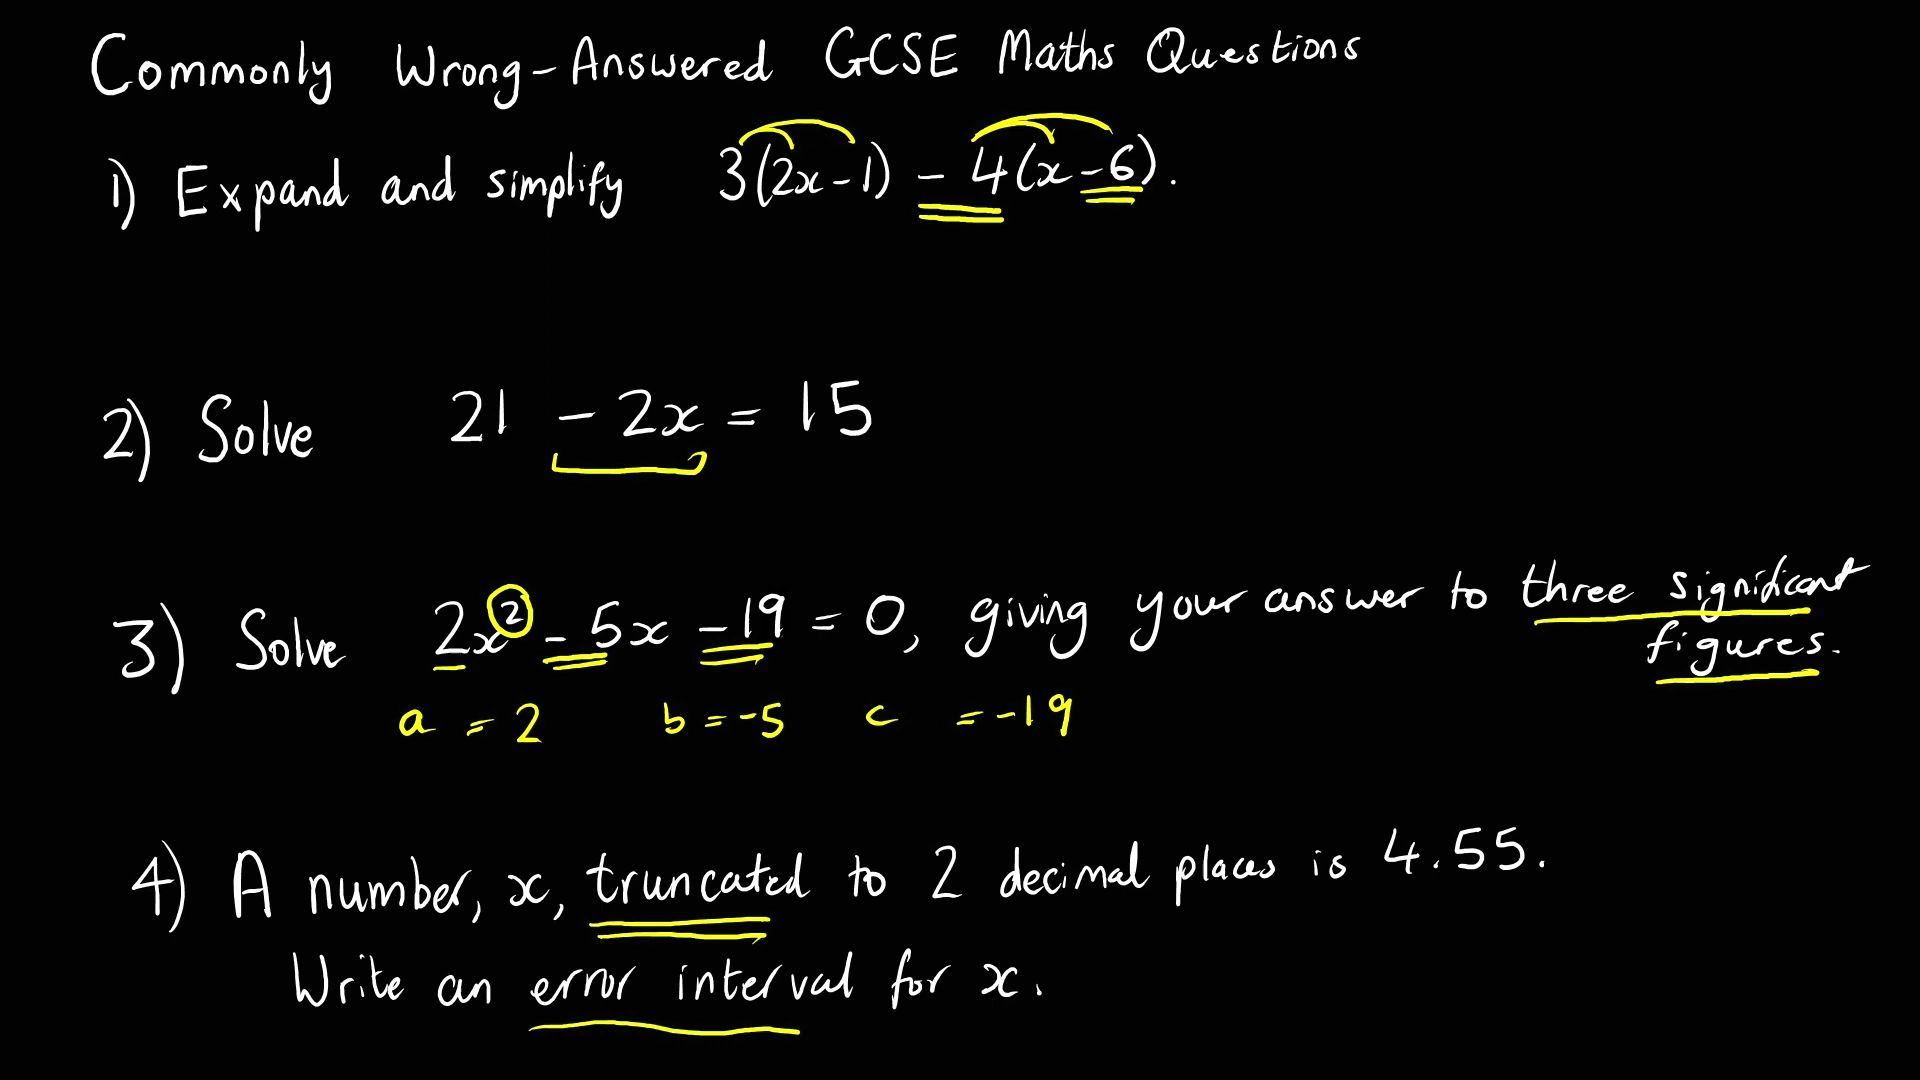 Commonly Wrong-Answered GCSE Maths Questions
1) Expand and simplify 3(2x-1) - 4(x-6).
2) Solve 21 - 2x = 15
3) Solve 2x² - 5x - 19 = 0, giving your answer to three significant
figures.
a = 2 b = -5 c = -19
4) A number, x, truncated to 2 decimal places is 4.55.
Write an error interval for x.